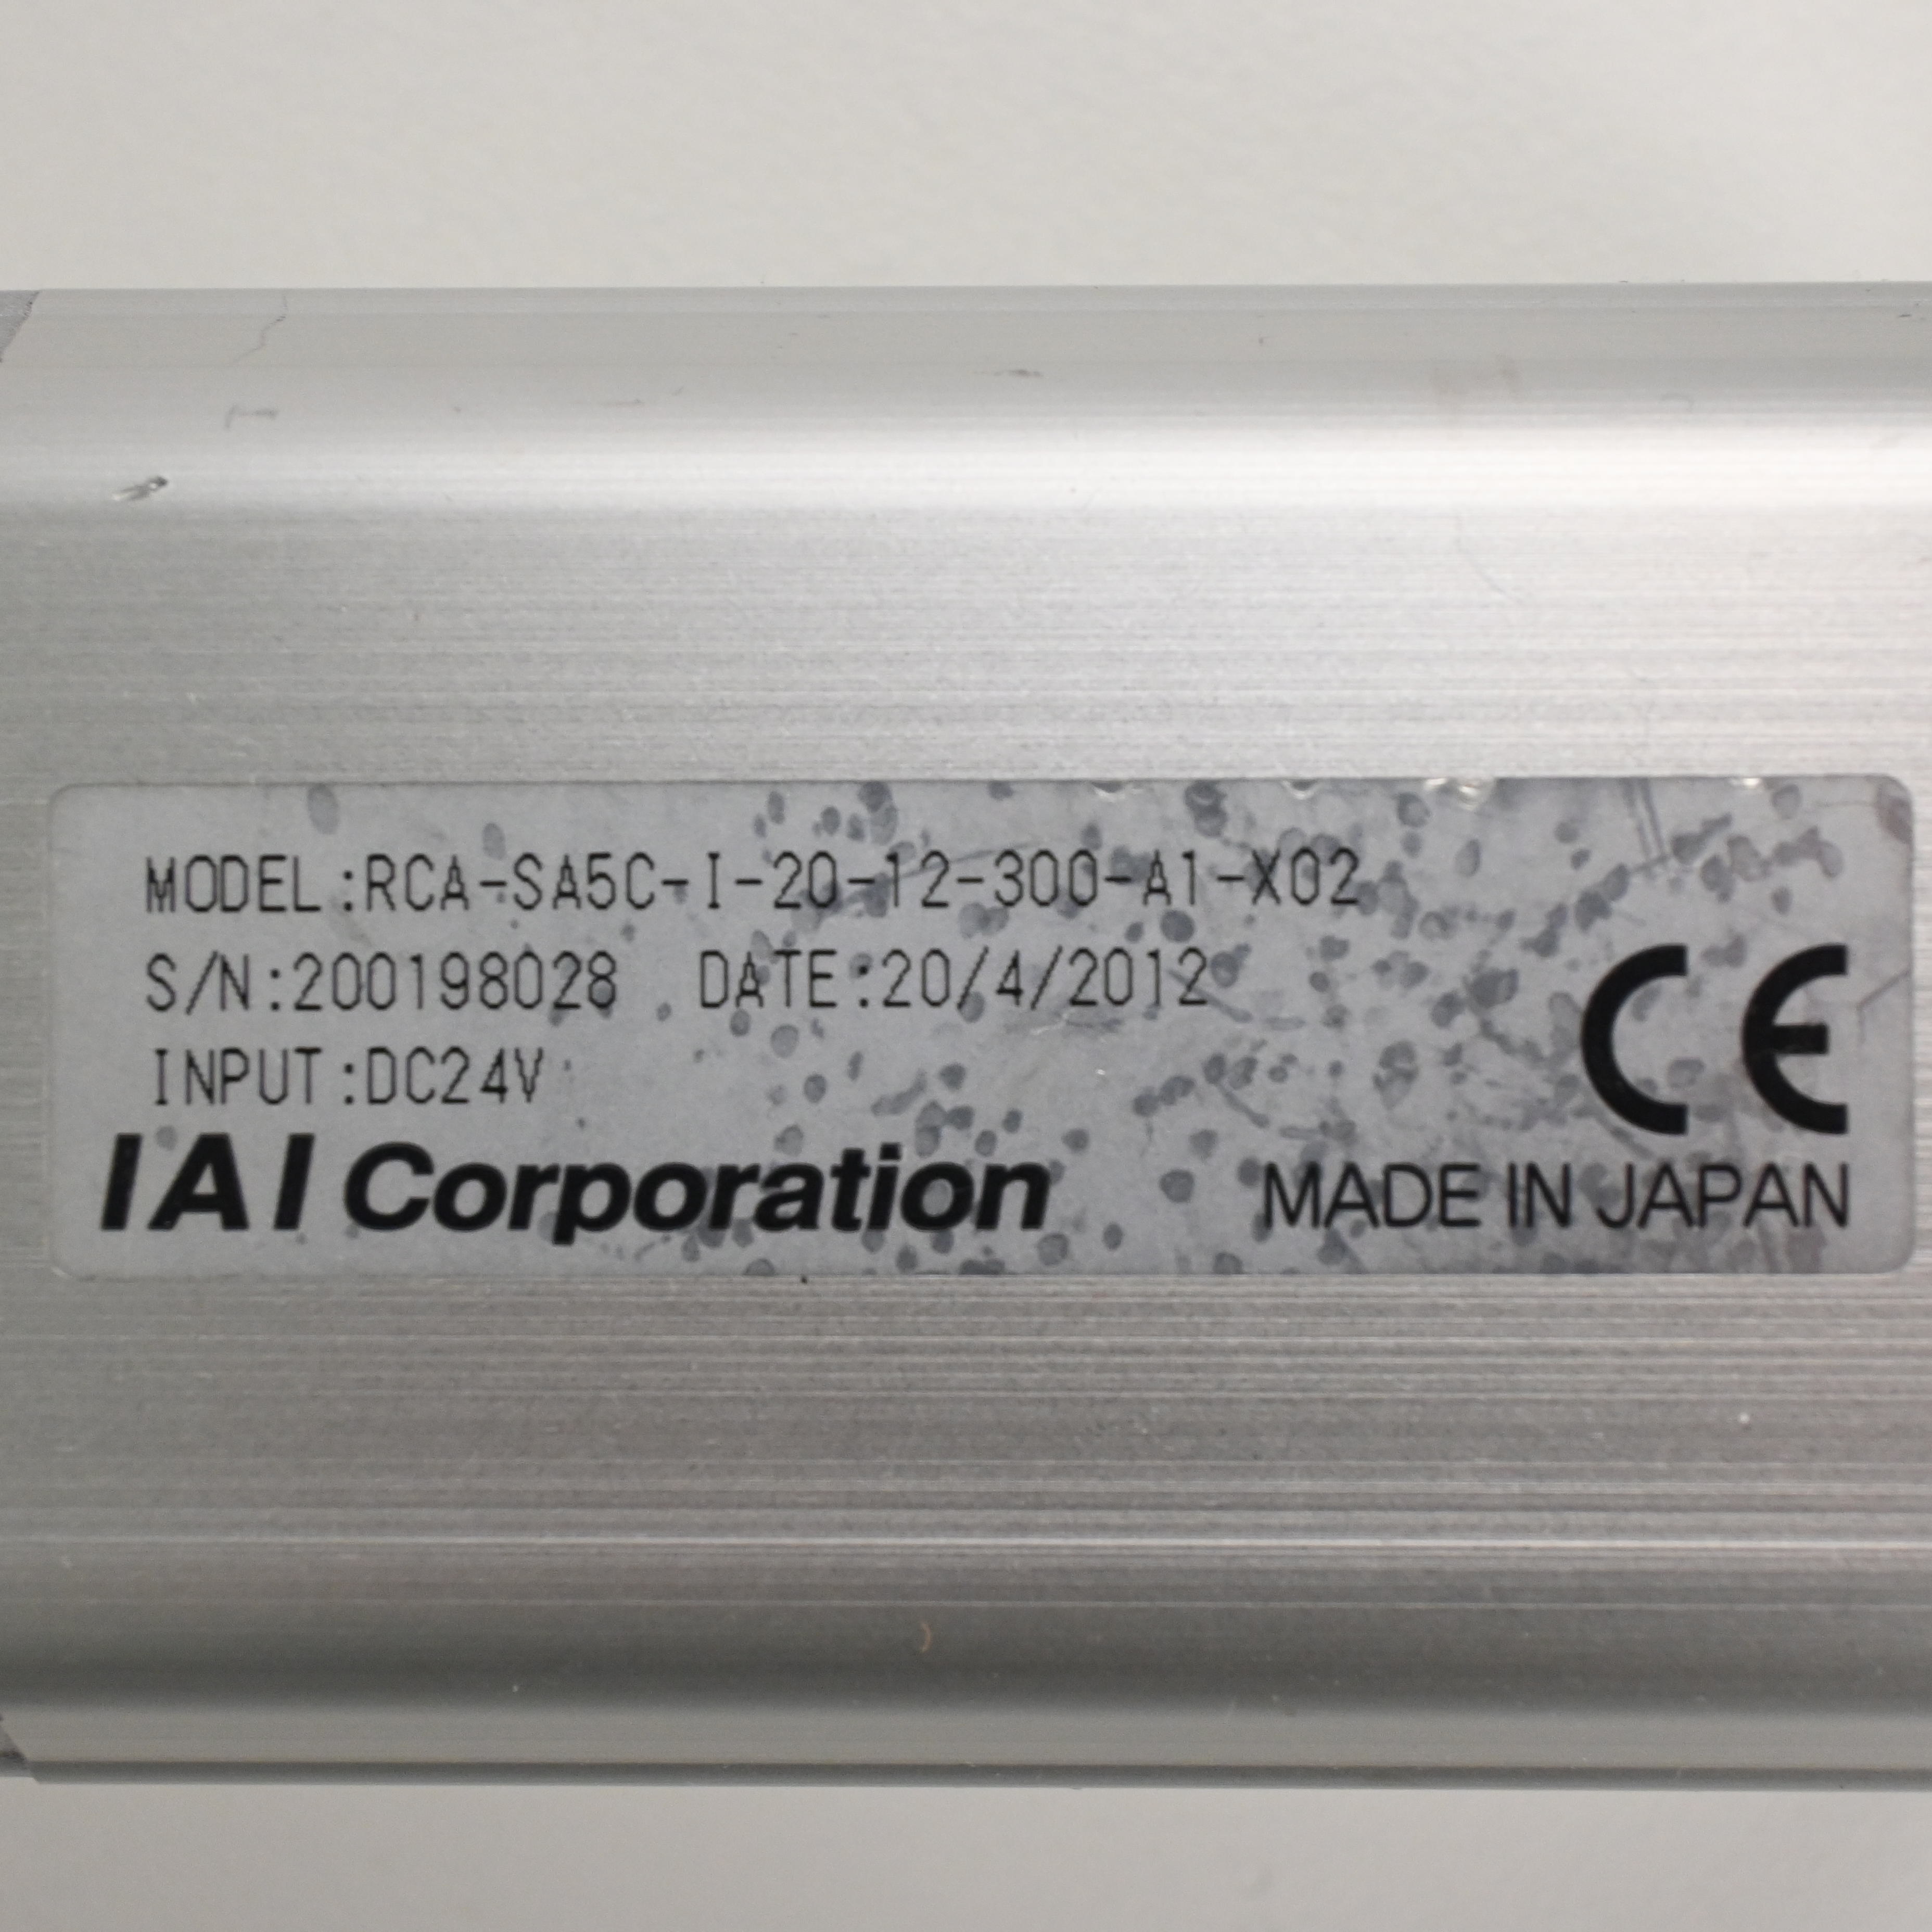 MODEL:RCA-SA5C-I-20-12-300-A1-X02
S/N:200198028 DATE:20/4/2012
INPUT:DC24V
CE
IAI Corporation
MADE IN JAPAN